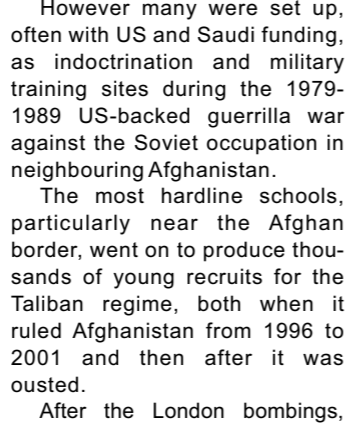 However many were set up,
often with US and Saudi funding,
as indoctrination and military
training sites during the 1979-
1989 US-backed guerrilla war
against the Soviet occupation in
neighbouring Afghanistan.
The most hardline schools,
particularly near the Afghan
border, went on to produce thou-
sands of young recruits for the
Taliban regime, both when it
ruled Afghanistan from 1996 to
2001 and then after it was
ousted.
After the London bombings,